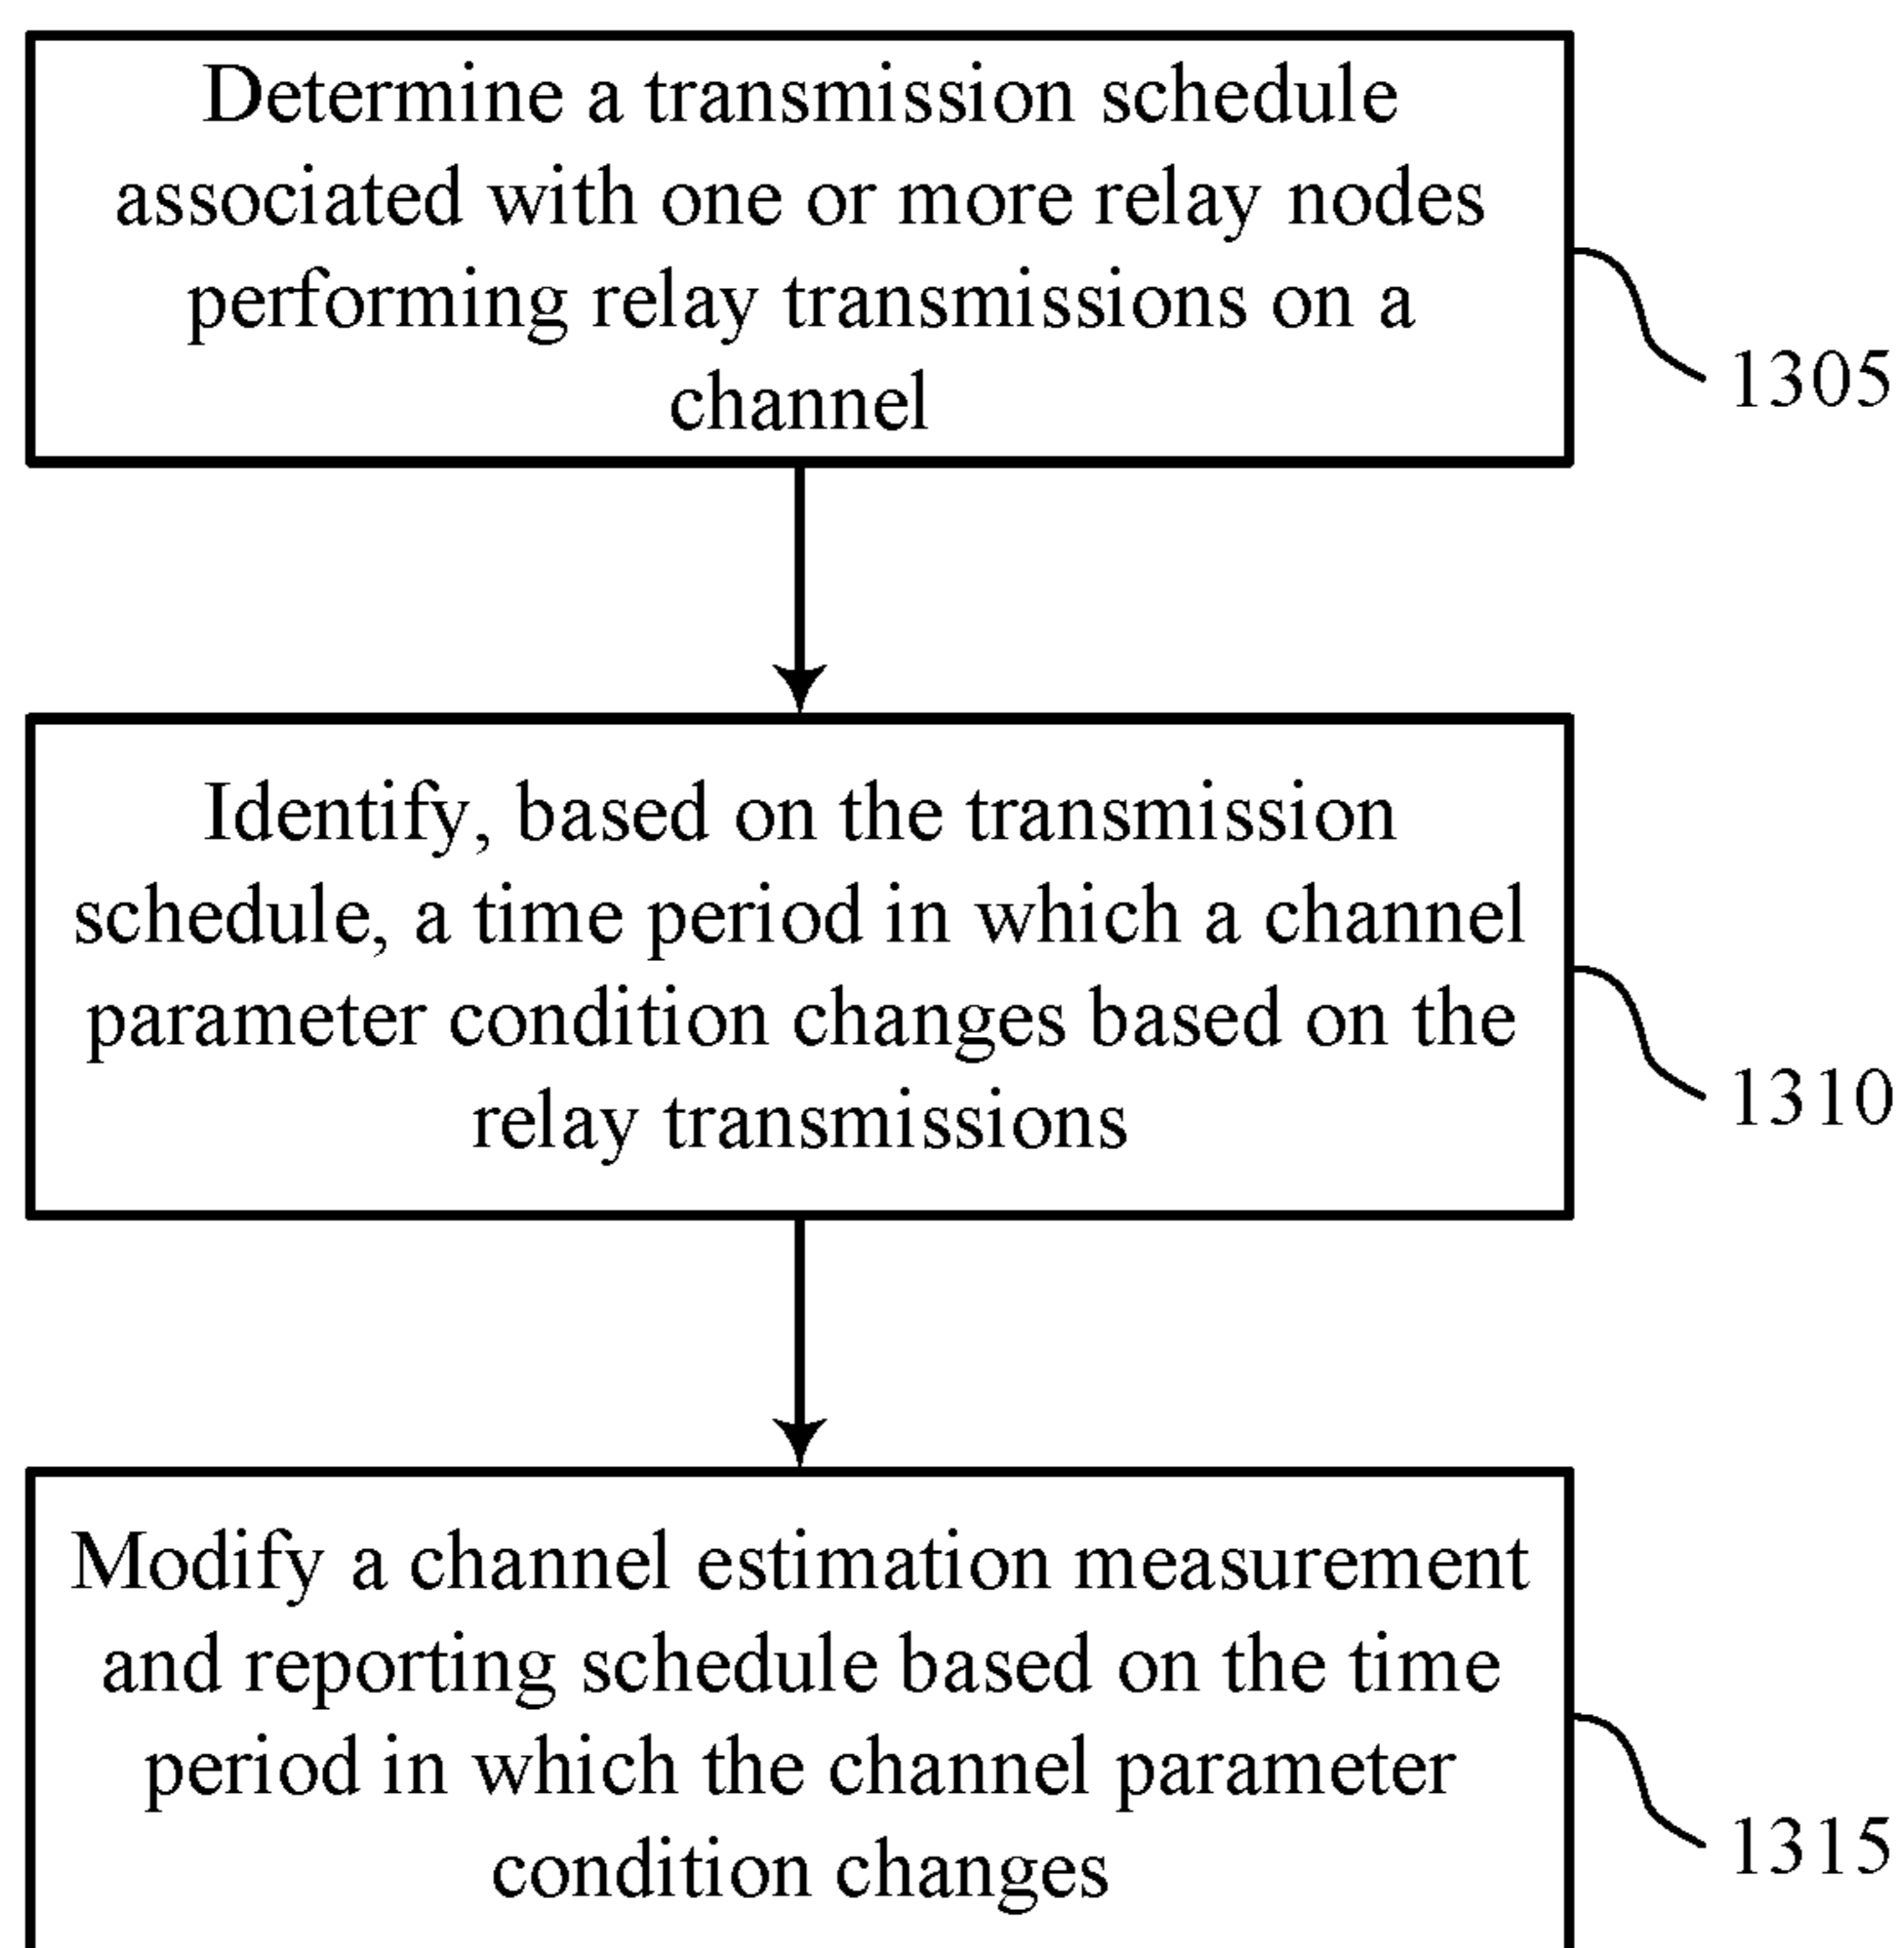 Determine a transmission schedule
associated with one or more relay nodes
performing relay transmissions on a
channel
1305
Identify, based on the transmission
schedule, a time period in which a channel
parameter condition changes based on the
relay transmissions
1310
Modify a channel estimation measurement
and reporting schedule based on the time
period in which the channel parameter
condition changes
1315